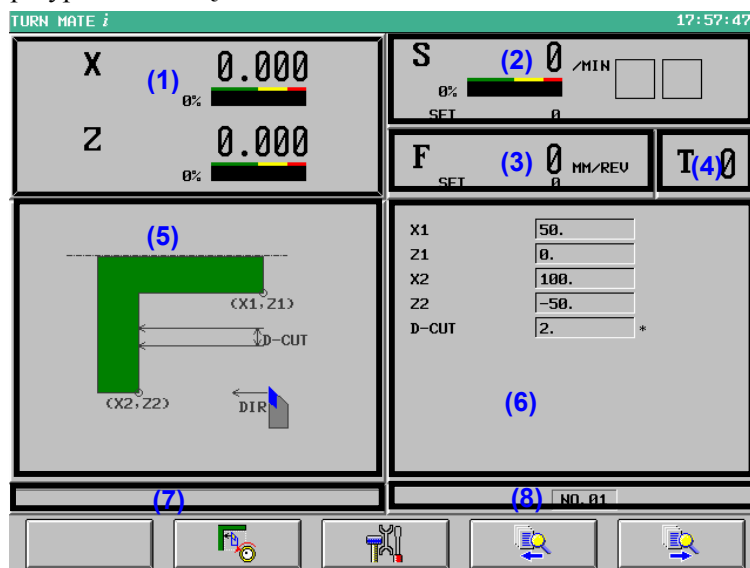 TURN MATE i 17:57:47
X (1) 0.000
0%
Z 0.000
0%
S (2) 0 /MIN
0%
SET 0
F (3) 0 MM/REV
SET 0
T (4) 0
(5)
(X1,Z1)
D-CUT
(X2,Z2)
DIR
X1 50.
Z1 0.
X2 100.
Z2 -50.
D-CUT 2. *
(6)
(7)
(8) NO.01